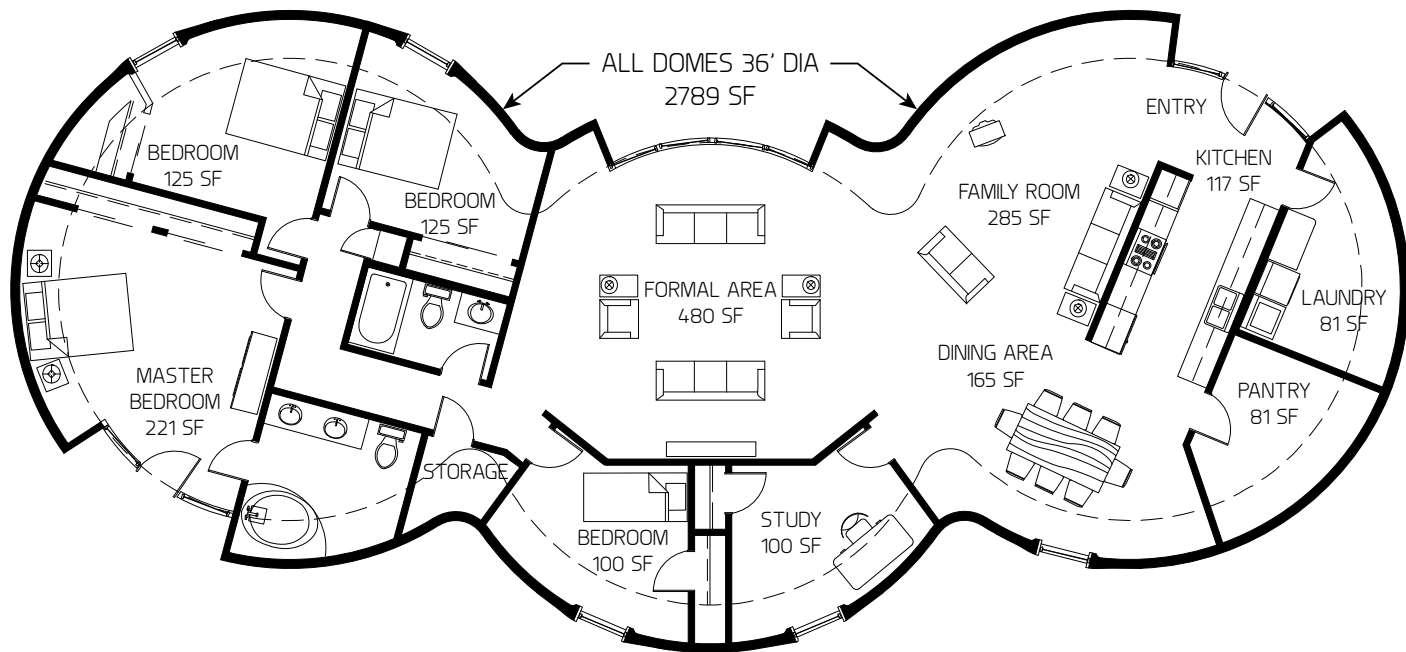 ALL DOMES 36' DIA
2789 SF
ENTRY
BEDROOM
125 SF
KITCHEN
117 SF
BEDROOM
125 SF
FAMILY ROOM
285 SF
FORMAL AREA
480 SF
LAUNDRY
81 SF
DINING AREA
165 SF
MASTER
BEDROOM
221 SF
PANTRY
81 SF
STORAGE
BEDROOM
100 SF
STUDY
100 SF